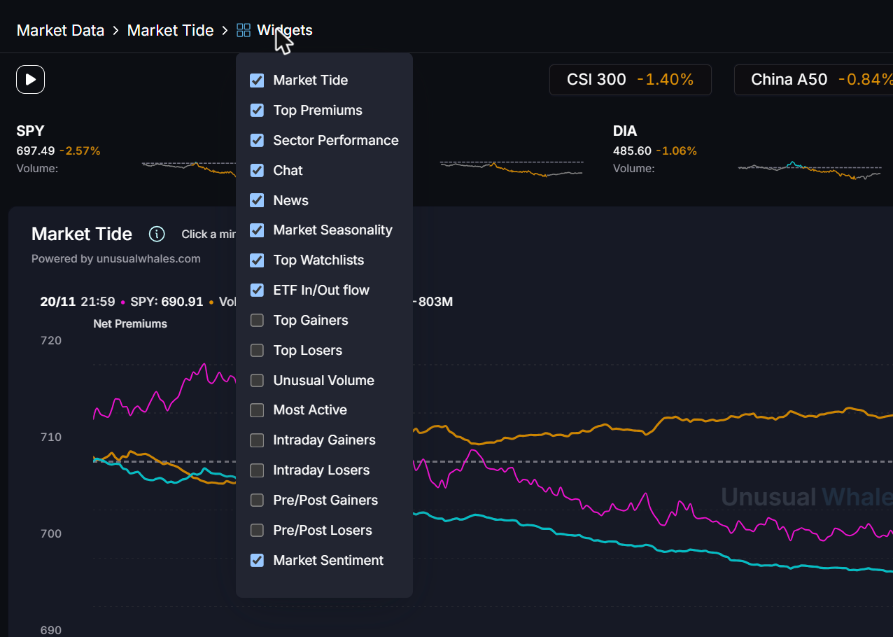 Market Data > Market Tide > Widgets
CSI 300 -1.40%
China A50 -0.84%
SPY
697.49 -2.57%
Volume:
DIA
485.60 -1.06%
Volume:
Market Tide
Top Premiums
Sector Performance
Chat
News
Market Seasonality
Top Watchlists
ETF In/Out flow
Top Gainers
Top Losers
Unusual Volume
Most Active
Intraday Gainers
Intraday Losers
Pre/Post Gainers
Pre/Post Losers
Market Sentiment
Market Tide Click a mi
Powered by unusualwhales.com
20/11 21:59 • SPY: 690.91 • Vol -803M
Net Premiums
720
710
700
690
Unusual Whale